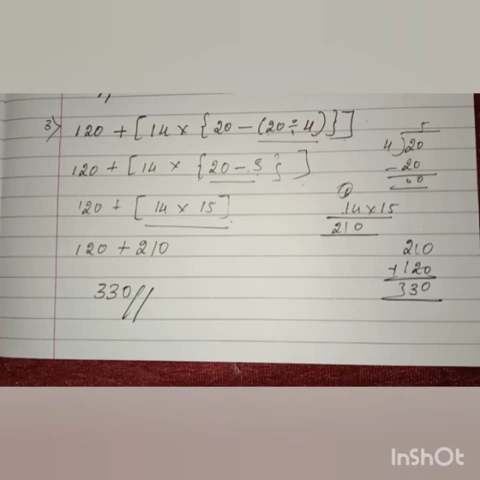 3) 120 + [14 × {20 − (20 ÷ 4)}]
120 + [14 × {20 − 5}]
120 + [14 × 15]
120 + 210
330//
5
4)20
− 20
00
14 × 15
210
210
+ 120
330
InShOt